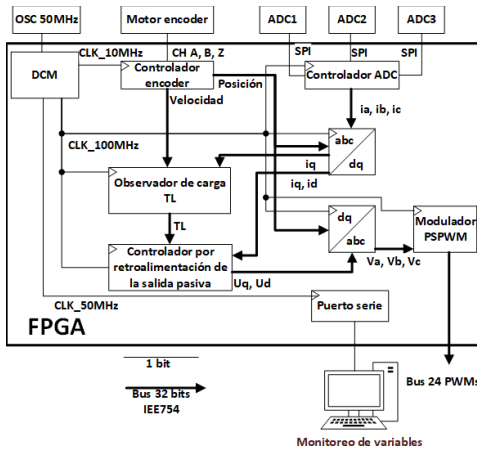 OSC 50MHz
Motor encoder
ADC1
ADC2
ADC3
CLK_10MHz
CH A, B, Z
SPI
SPI
SPI
DCM
Controlador
encoder
Posición
Controlador ADC
Velocidad
ia, ib, ic
CLK_100MHz
abc
dq
iq
iq, id
Observador de carga
TL
TL
dq
abc
Modulador
PSPWM
Controlador por
retroalimentación de
la salida pasiva
Va, Vb, Vc
Uq, Ud
CLK_50MHz
Puerto serie
FPGA
1 bit
Bus 32 bits
IEE754
Bus 24 PWMs
Monitoreo de variables